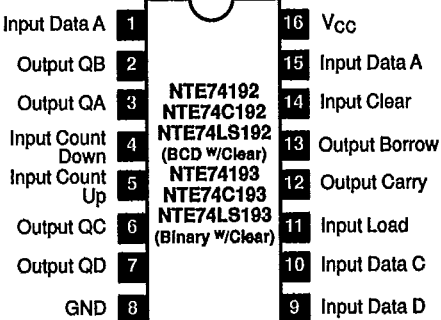 Input Data A 1
Output QB 2
Output QA 3
Input Count
Down 4
Input Count
Up 5
Output QC 6
Output QD 7
GND 8
NTE74192
NTE74C192
NTE74LS192
(BCD w/Clear)
NTE74193
NTE74C193
NTE74LS193
(Binary w/Clear)
16 VCC
15 Input Data A
14 Input Clear
13 Output Borrow
12 Output Carry
11 Input Load
10 Input Data C
9 Input Data D